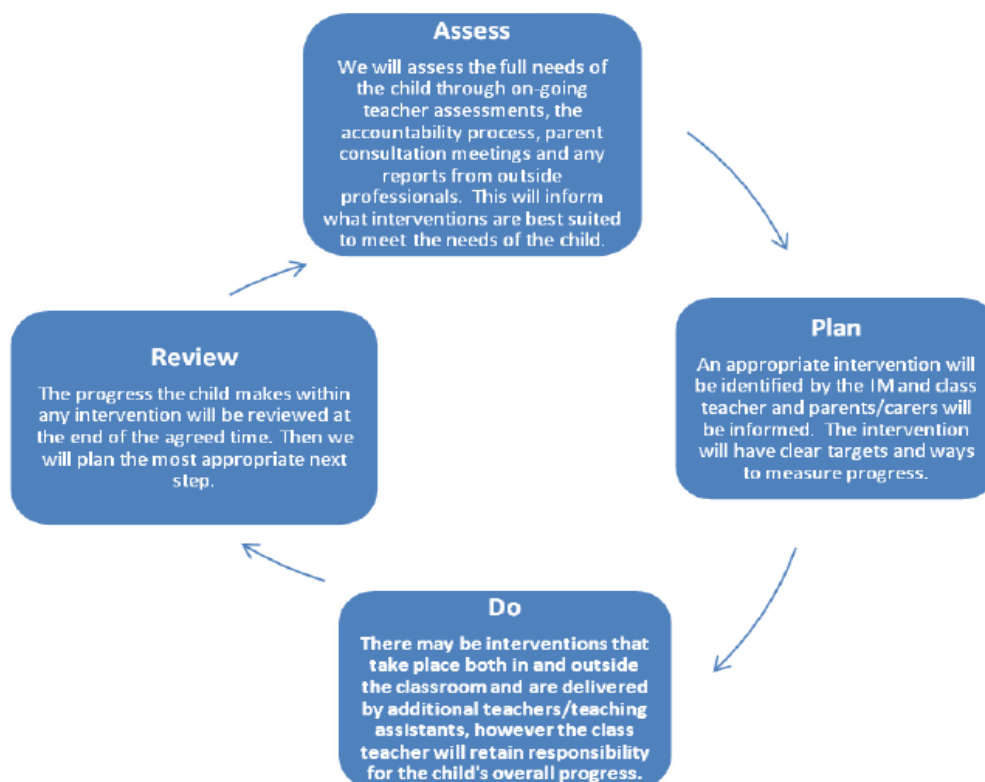 Assess
We will assess the full needs of
the child through on-going
teacher assessments, the
accountability process, parent
consultation meetings and any
reports from outside
professionals.  This will inform
what interventions are best suited
to meet the needs of the child.
Plan
An appropriate intervention will
be identified by the IM and class
teacher and parents/carers will
be informed.  The intervention
will have clear targets and ways
to measure progress.
Do
There may be interventions that
take place both in and outside
the classroom and are delivered
by additional teachers/teaching
assistants, however the class
teacher will retain responsibility
for the child's overall progress.
Review
The progress the child makes within
any intervention will be reviewed at
the end of the agreed time. Then we
will plan the most appropriate next
step.